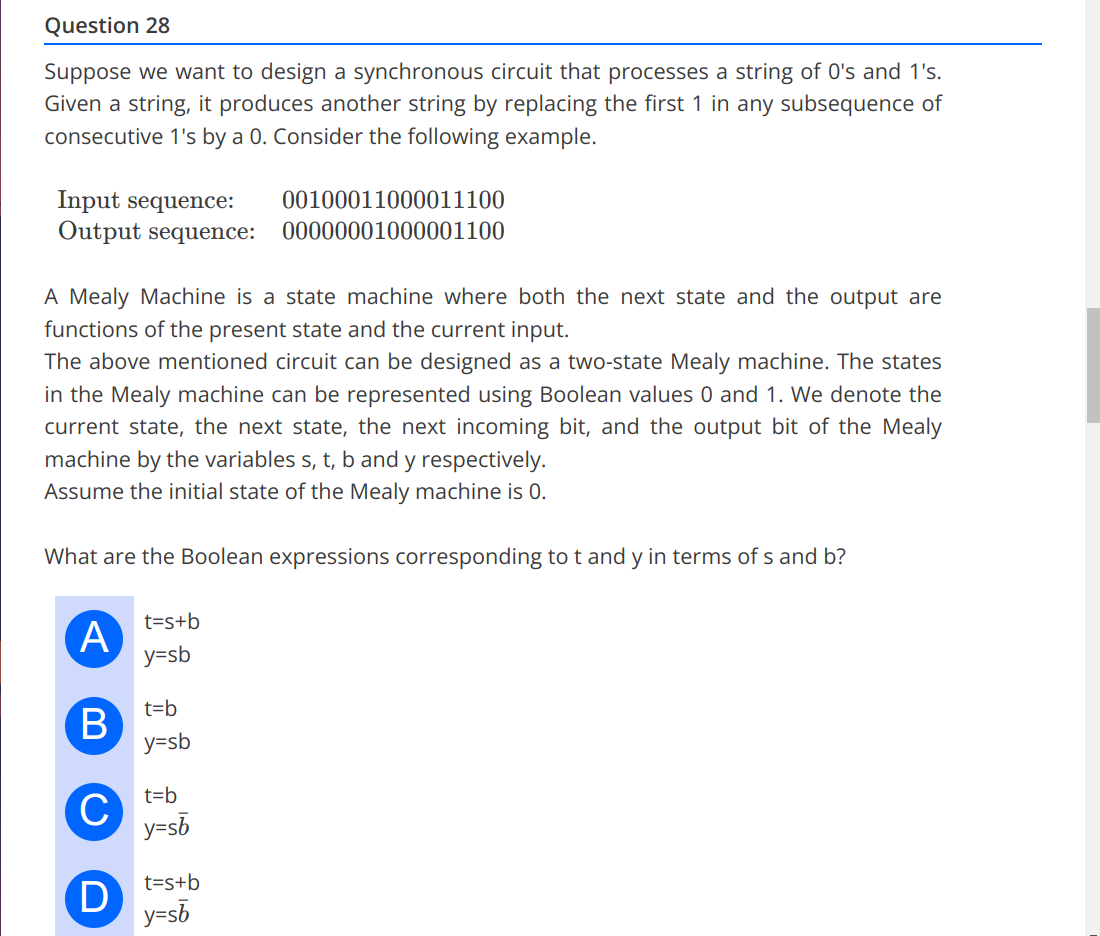 Question 28
Suppose we want to design a synchronous circuit that processes a string of 0's and 1's.
Given a string, it produces another string by replacing the first 1 in any subsequence of
consecutive 1's by a 0. Consider the following example.
Input sequence: 00100011000011100
Output sequence: 00000001000001100
A Mealy Machine is a state machine where both the next state and the output are
functions of the present state and the current input.
The above mentioned circuit can be designed as a two-state Mealy machine. The states
in the Mealy machine can be represented using Boolean values 0 and 1. We denote the
current state, the next state, the next incoming bit, and the output bit of the Mealy
machine by the variables s, t, b and y respectively.
Assume the initial state of the Mealy machine is 0.
What are the Boolean expressions corresponding to t and y in terms of s and b?
A
t=s+b
y=sb
B
t=b
y=sb
C
t=b
y=sb̅
D
t=s+b
y=sb̅